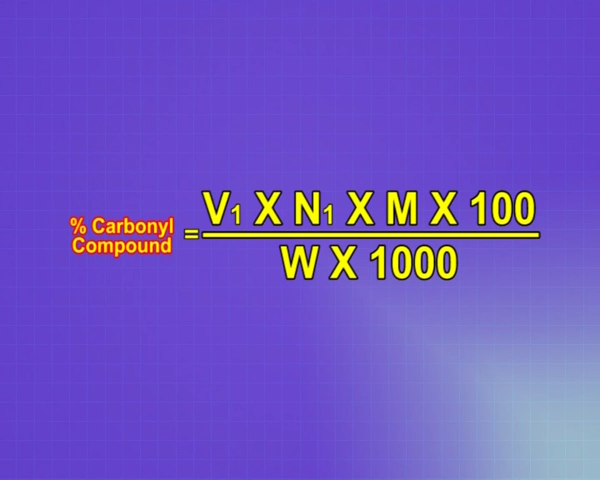 % Carbonyl
Compound
=
V1 X N1 X M X 100
W X 1000